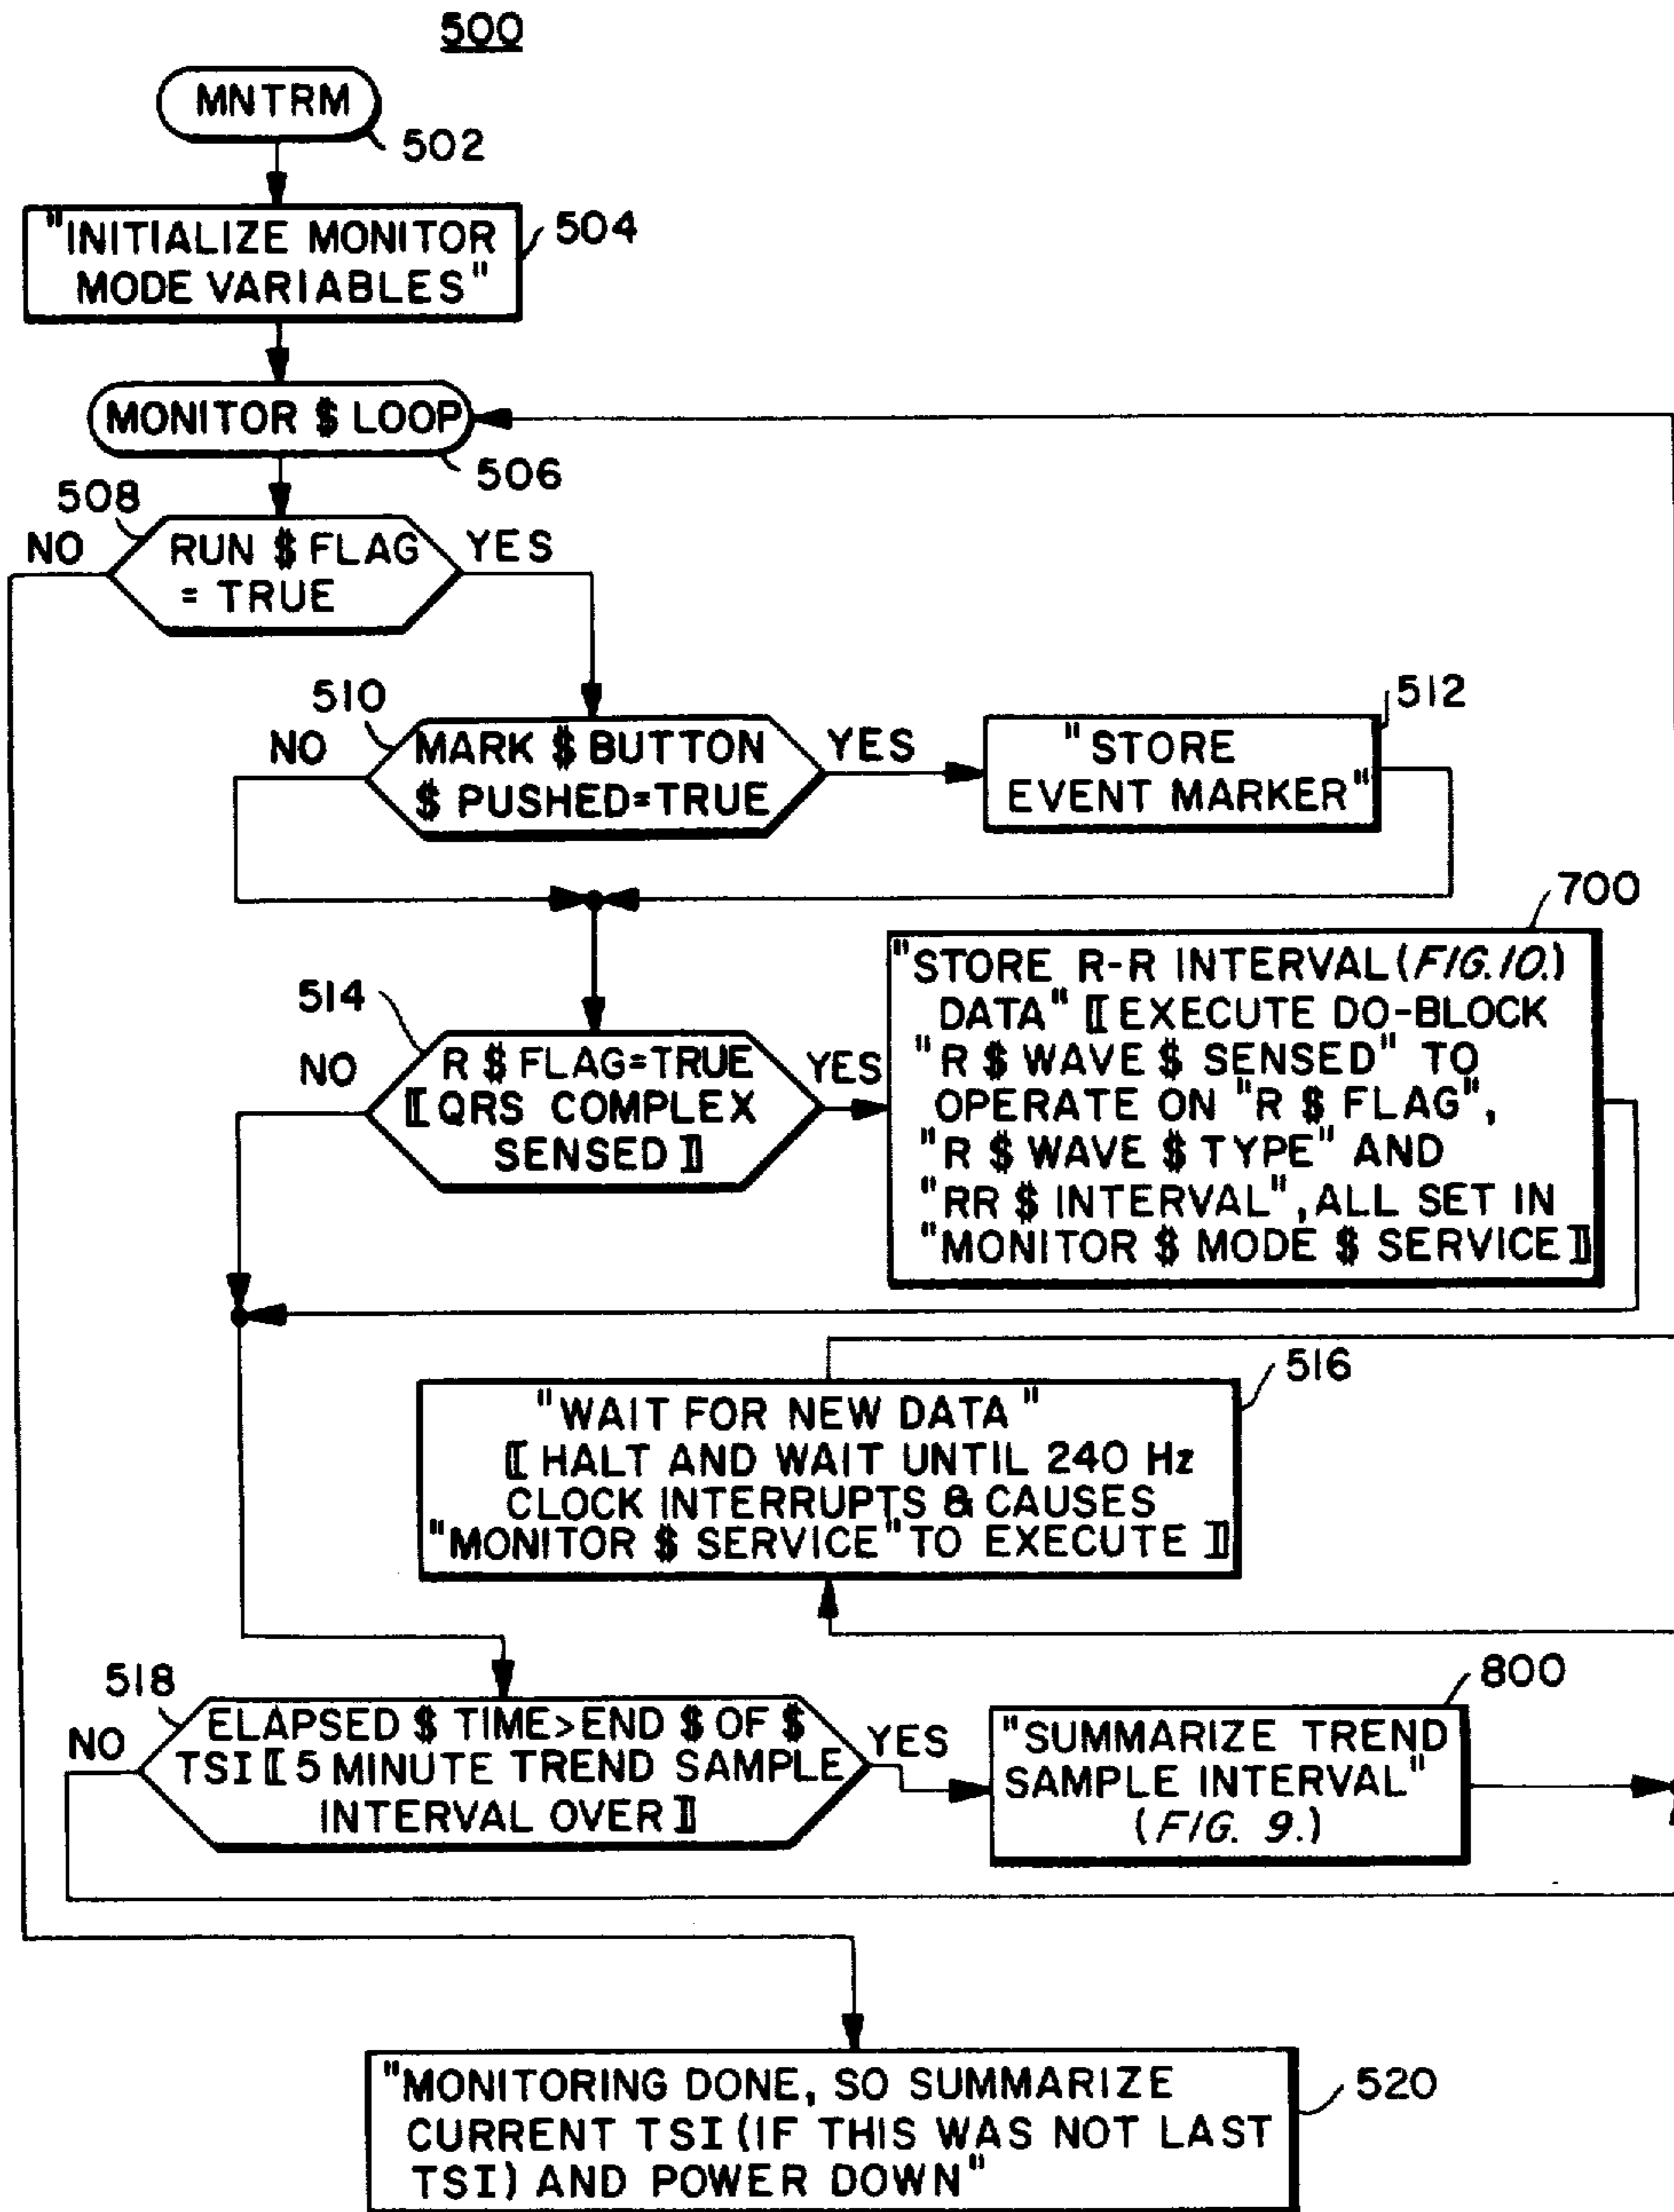 500
MNTRM
502
"INITIALIZE MONITOR
MODE VARIABLES"
504
MONITOR $ LOOP
506
508
NO
RUN $ FLAG
= TRUE
YES
510
NO
MARK $ BUTTON
$ PUSHED=TRUE
YES
"STORE
EVENT MARKER"
512
514
NO
R $ FLAG=TRUE
[[ QRS COMPLEX
SENSED ]]
YES
700
"STORE R-R INTERVAL (FIG. 10.)
DATA" [[ EXECUTE DO-BLOCK
"R $ WAVE $ SENSED" TO
OPERATE ON "R $ FLAG",
"R $ WAVE $ TYPE" AND
"RR $ INTERVAL", ALL SET IN
"MONITOR $ MODE $ SERVICE ]]
516
"WAIT FOR NEW DATA "
[[ HALT AND WAIT UNTIL 240 Hz
CLOCK INTERRUPTS & CAUSES
"MONITOR $ SERVICE" TO EXECUTE ]]
518
NO
ELAPSED $ TIME>END $ OF $
TSI [[ 5 MINUTE TREND SAMPLE
INTERVAL OVER ]]
YES
800
"SUMMARIZE TREND
SAMPLE INTERVAL"
(FIG. 9.)
"MONITORING DONE, SO SUMMARIZE
CURRENT TSI (IF THIS WAS NOT LAST
TSI) AND POWER DOWN"
520